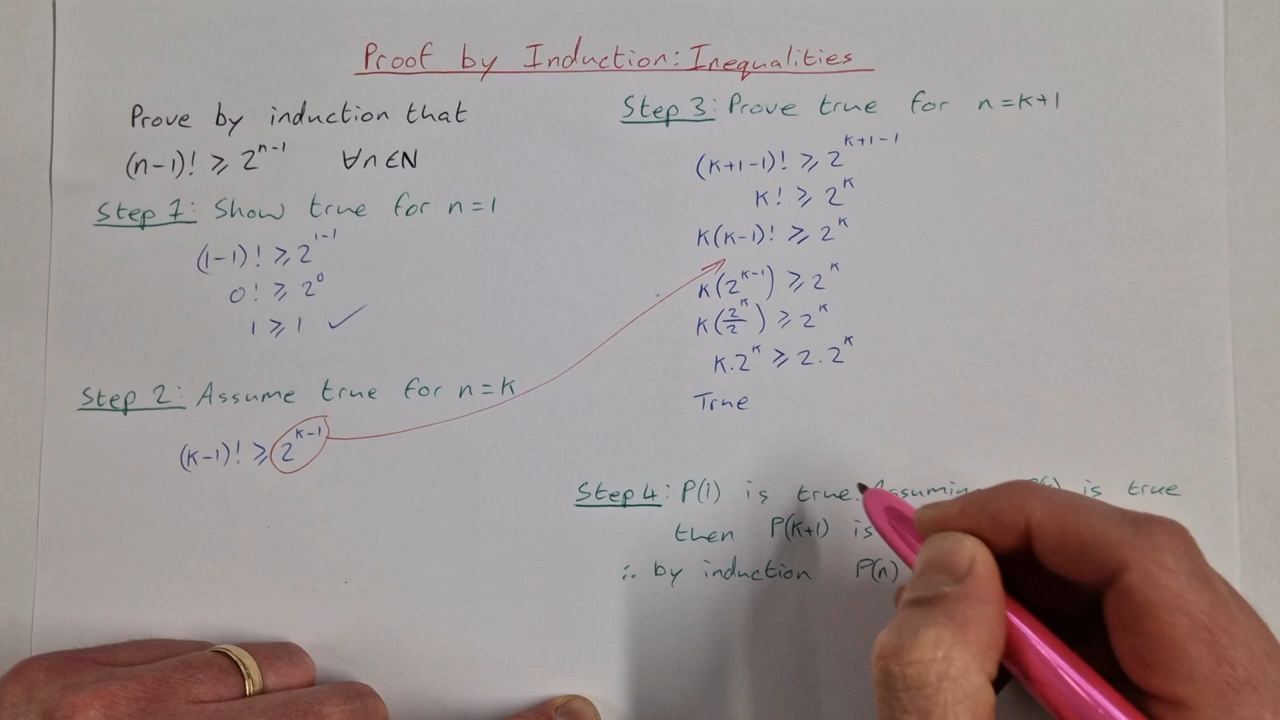 Proof by Induction: Inequalities
Prove by induction that
(n-1)! ⩾ 2^{n-1} ∀n∈N
Step 1: Show true for n=1
(1-1)! ⩾ 2^{1-1}
0! ⩾ 2^0
1 ⩾ 1 ✓
Step 2: Assume true for n=k
(k-1)! ⩾ 2^{k-1}
Step 3: Prove true for n=k+1
(k+1-1)! ⩾ 2^{k+1-1}
k! ⩾ 2^k
k(k-1)! ⩾ 2^k
k(2^{k-1}) ⩾ 2^k
k(2^k/2) ⩾ 2^k
k.2^k ⩾ 2.2^k
True
Step 4: P(1) is true. is true
then P(k+1) is
∴ by induction P(n)